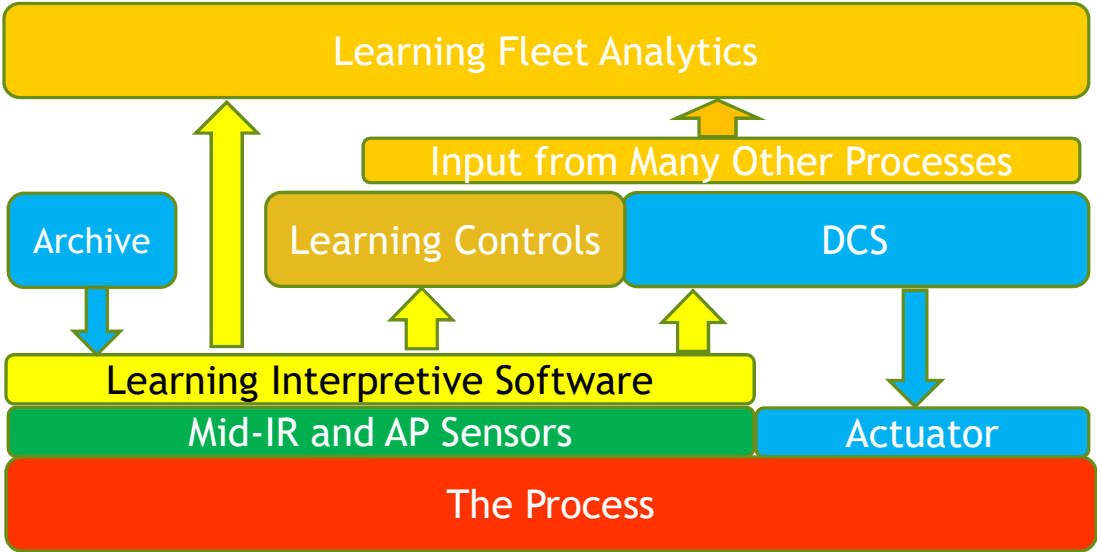 Learning Fleet Analytics
Input from Many Other Processes
Archive
Learning Controls
DCS
Learning Interpretive Software
Mid-IR and AP Sensors
Actuator
The Process